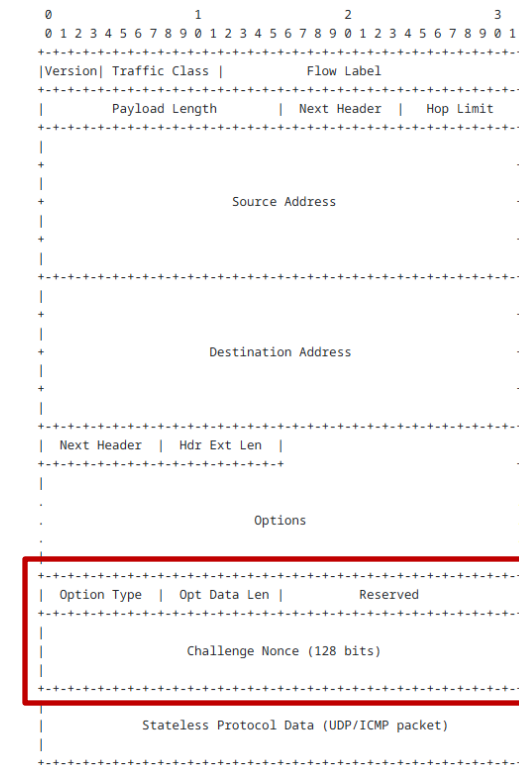 0 1 2 3
0 1 2 3 4 5 6 7 8 9 0 1 2 3 4 5 6 7 8 9 0 1 2 3 4 5 6 7 8 9 0 1
+-+-+-+-+-+-+-+-+-+-+-+-+-+-+-+-+-+-+-+-+-+-+-+-+-+-+-+-+-+-+-+-
|Version| Traffic Class | Flow Label
+-+-+-+-+-+-+-+-+-+-+-+-+-+-+-+-+-+-+-+-+-+-+-+-+-+-+-+-+-+-+-+-
| Payload Length | Next Header | Hop Limit
+-+-+-+-+-+-+-+-+-+-+-+-+-+-+-+-+-+-+-+-+-+-+-+-+-+-+-+-+-+-+-+-
|
+
|
+ Source Address
|
+
|
+-+-+-+-+-+-+-+-+-+-+-+-+-+-+-+-+-+-+-+-+-+-+-+-+-+-+-+-+-+-+-+-
|
+
|
+ Destination Address
|
+
|
+-+-+-+-+-+-+-+-+-+-+-+-+-+-+-+-+-+-+-+-+-+-+-+-+-+-+-+-+-+-+-+-
| Next Header | Hdr Ext Len |
+-+-+-+-+-+-+-+-+-+-+-+-+-+-+-+-+
|
.
. Options
.
|
+-+-+-+-+-+-+-+-+-+-+-+-+-+-+-+-+-+-+-+-+-+-+-+-+-+-+-+-+-+-+-+-
| Option Type | Opt Data Len | Reserved
+-+-+-+-+-+-+-+-+-+-+-+-+-+-+-+-+-+-+-+-+-+-+-+-+-+-+-+-+-+-+-+-
|
| Challenge Nonce (128 bits)
|
+-+-+-+-+-+-+-+-+-+-+-+-+-+-+-+-+-+-+-+-+-+-+-+-+-+-+-+-+-+-+-+-
|
| Stateless Protocol Data (UDP/ICMP packet)
|
+-+-+-+-+-+-+-+-+-+-+-+-+-+-+-+-+-+-+-+-+-+-+-+-+-+-+-+-+-+-+-+-